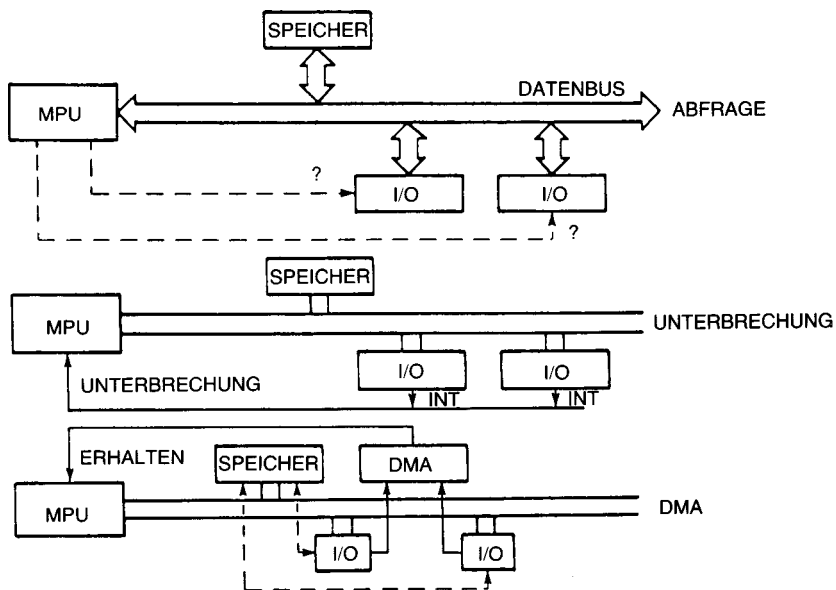 SPEICHER
DATENBUS
MPU
ABFRAGE
?
I/O
I/O
?
SPEICHER
MPU
UNTERBRECHUNG
I/O
I/O
UNTERBRECHUNG
INT
INT
ERHALTEN
SPEICHER
DMA
MPU
DMA
I/O
I/O